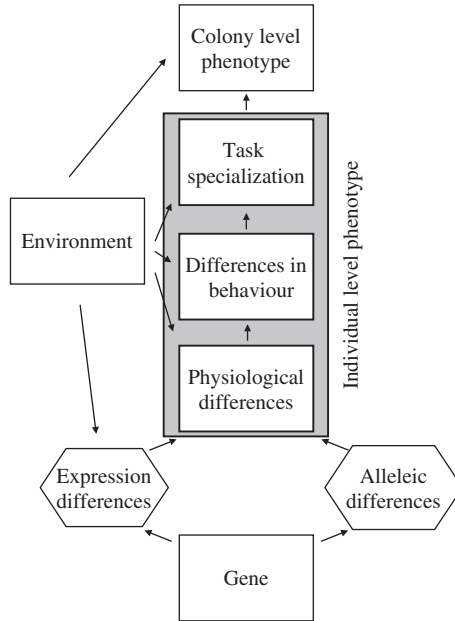 Colony level
phenotype
Task
specialization
Environment
Differences in
behaviour
Individual level phenotype
Physiological
differences
Expression
differences
Alleleic
differences
Gene